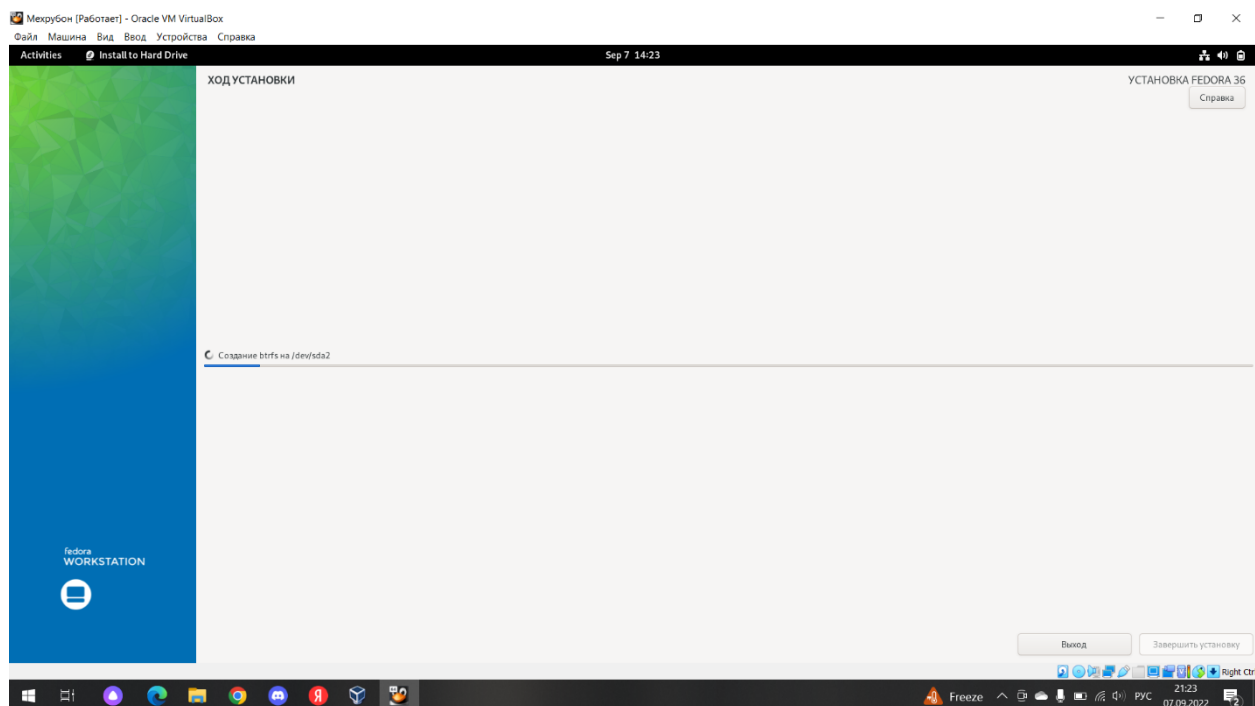 Мехрубон [Работает] - Oracle VM VirtualBox
Файл Машина Вид Ввод Устройства Справка
Activities Install to Hard Drive Sep 7 14:23
ХОД УСТАНОВКИ
УСТАНОВКА FEDORA 36
Справка
Создание btrfs на /dev/sda2
fedora
WORKSTATION
Выход Завершить установку
Right Ctr
Freeze РУС 21:23
07.09.2022